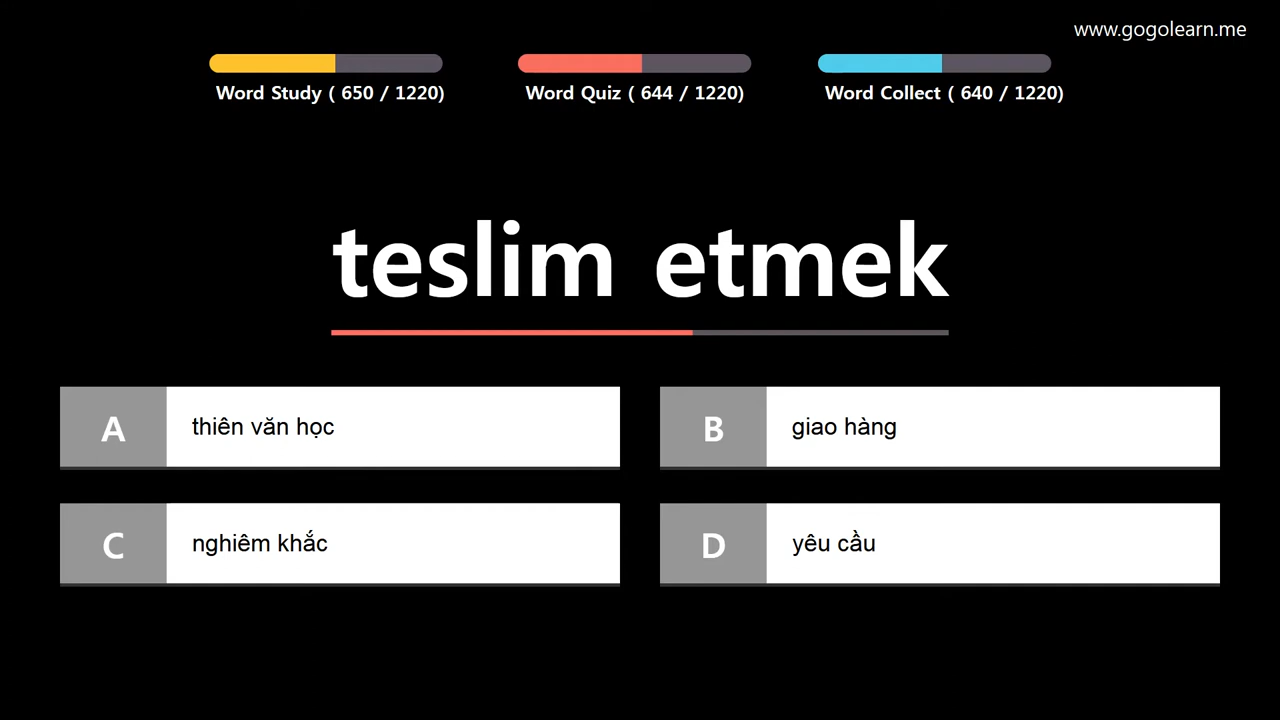 www.gogolearn.me
Word Study ( 650 / 1220)
Word Quiz ( 644 / 1220)
Word Collect ( 640 / 1220)
teslim etmek
A
thiên văn học
B
giao hàng
C
nghiêm khắc
D
yêu cầu